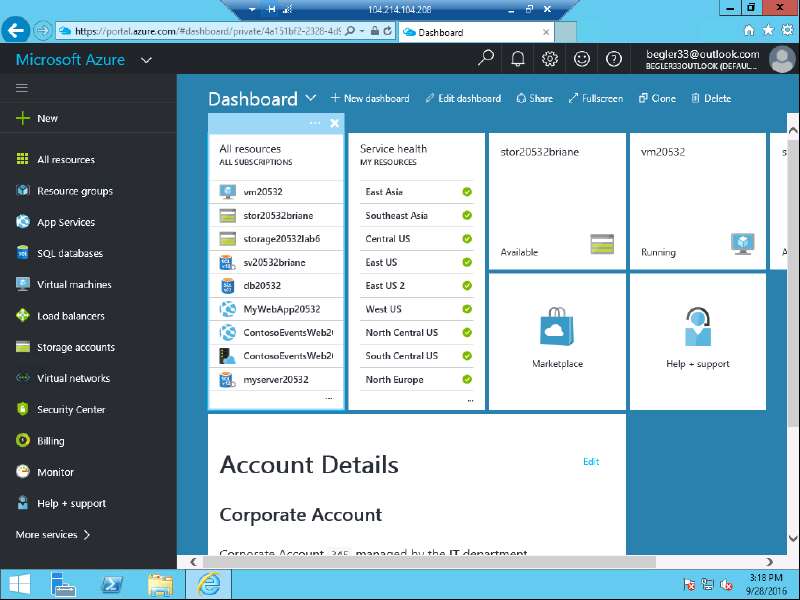 104.214.104.208
https://portal.azure.com/#dashboard/private/4a151bf2-2328-4d9
Dashboard
Microsoft Azure
begler33@outlook.com
BEGLER33OUTLOOK (DEFAUL...
Dashboard
New dashboard
Edit dashboard
Share
Fullscreen
Clone
Delete
New
All resources
Resource groups
App Services
SQL databases
Virtual machines
Load balancers
Storage accounts
Virtual networks
Security Center
Billing
Monitor
Help + support
More services
All resources
ALL SUBSCRIPTIONS
vm20532
stor20532briane
storage20532lab6
sv20532briane
db20532
MyWebApp20532
ContosoEventsWeb20
ContosoEventsWeb20
myserver20532
...
Service health
MY RESOURCES
East Asia
Southeast Asia
Central US
East US
East US 2
West US
North Central US
South Central US
North Europe
...
stor20532briane
Available
vm20532
Running
s
A
Marketplace
Help + support
Account Details
Edit
Corporate Account
Corporate Account 345 managed by the IT department
3:18 PM
9/28/2016